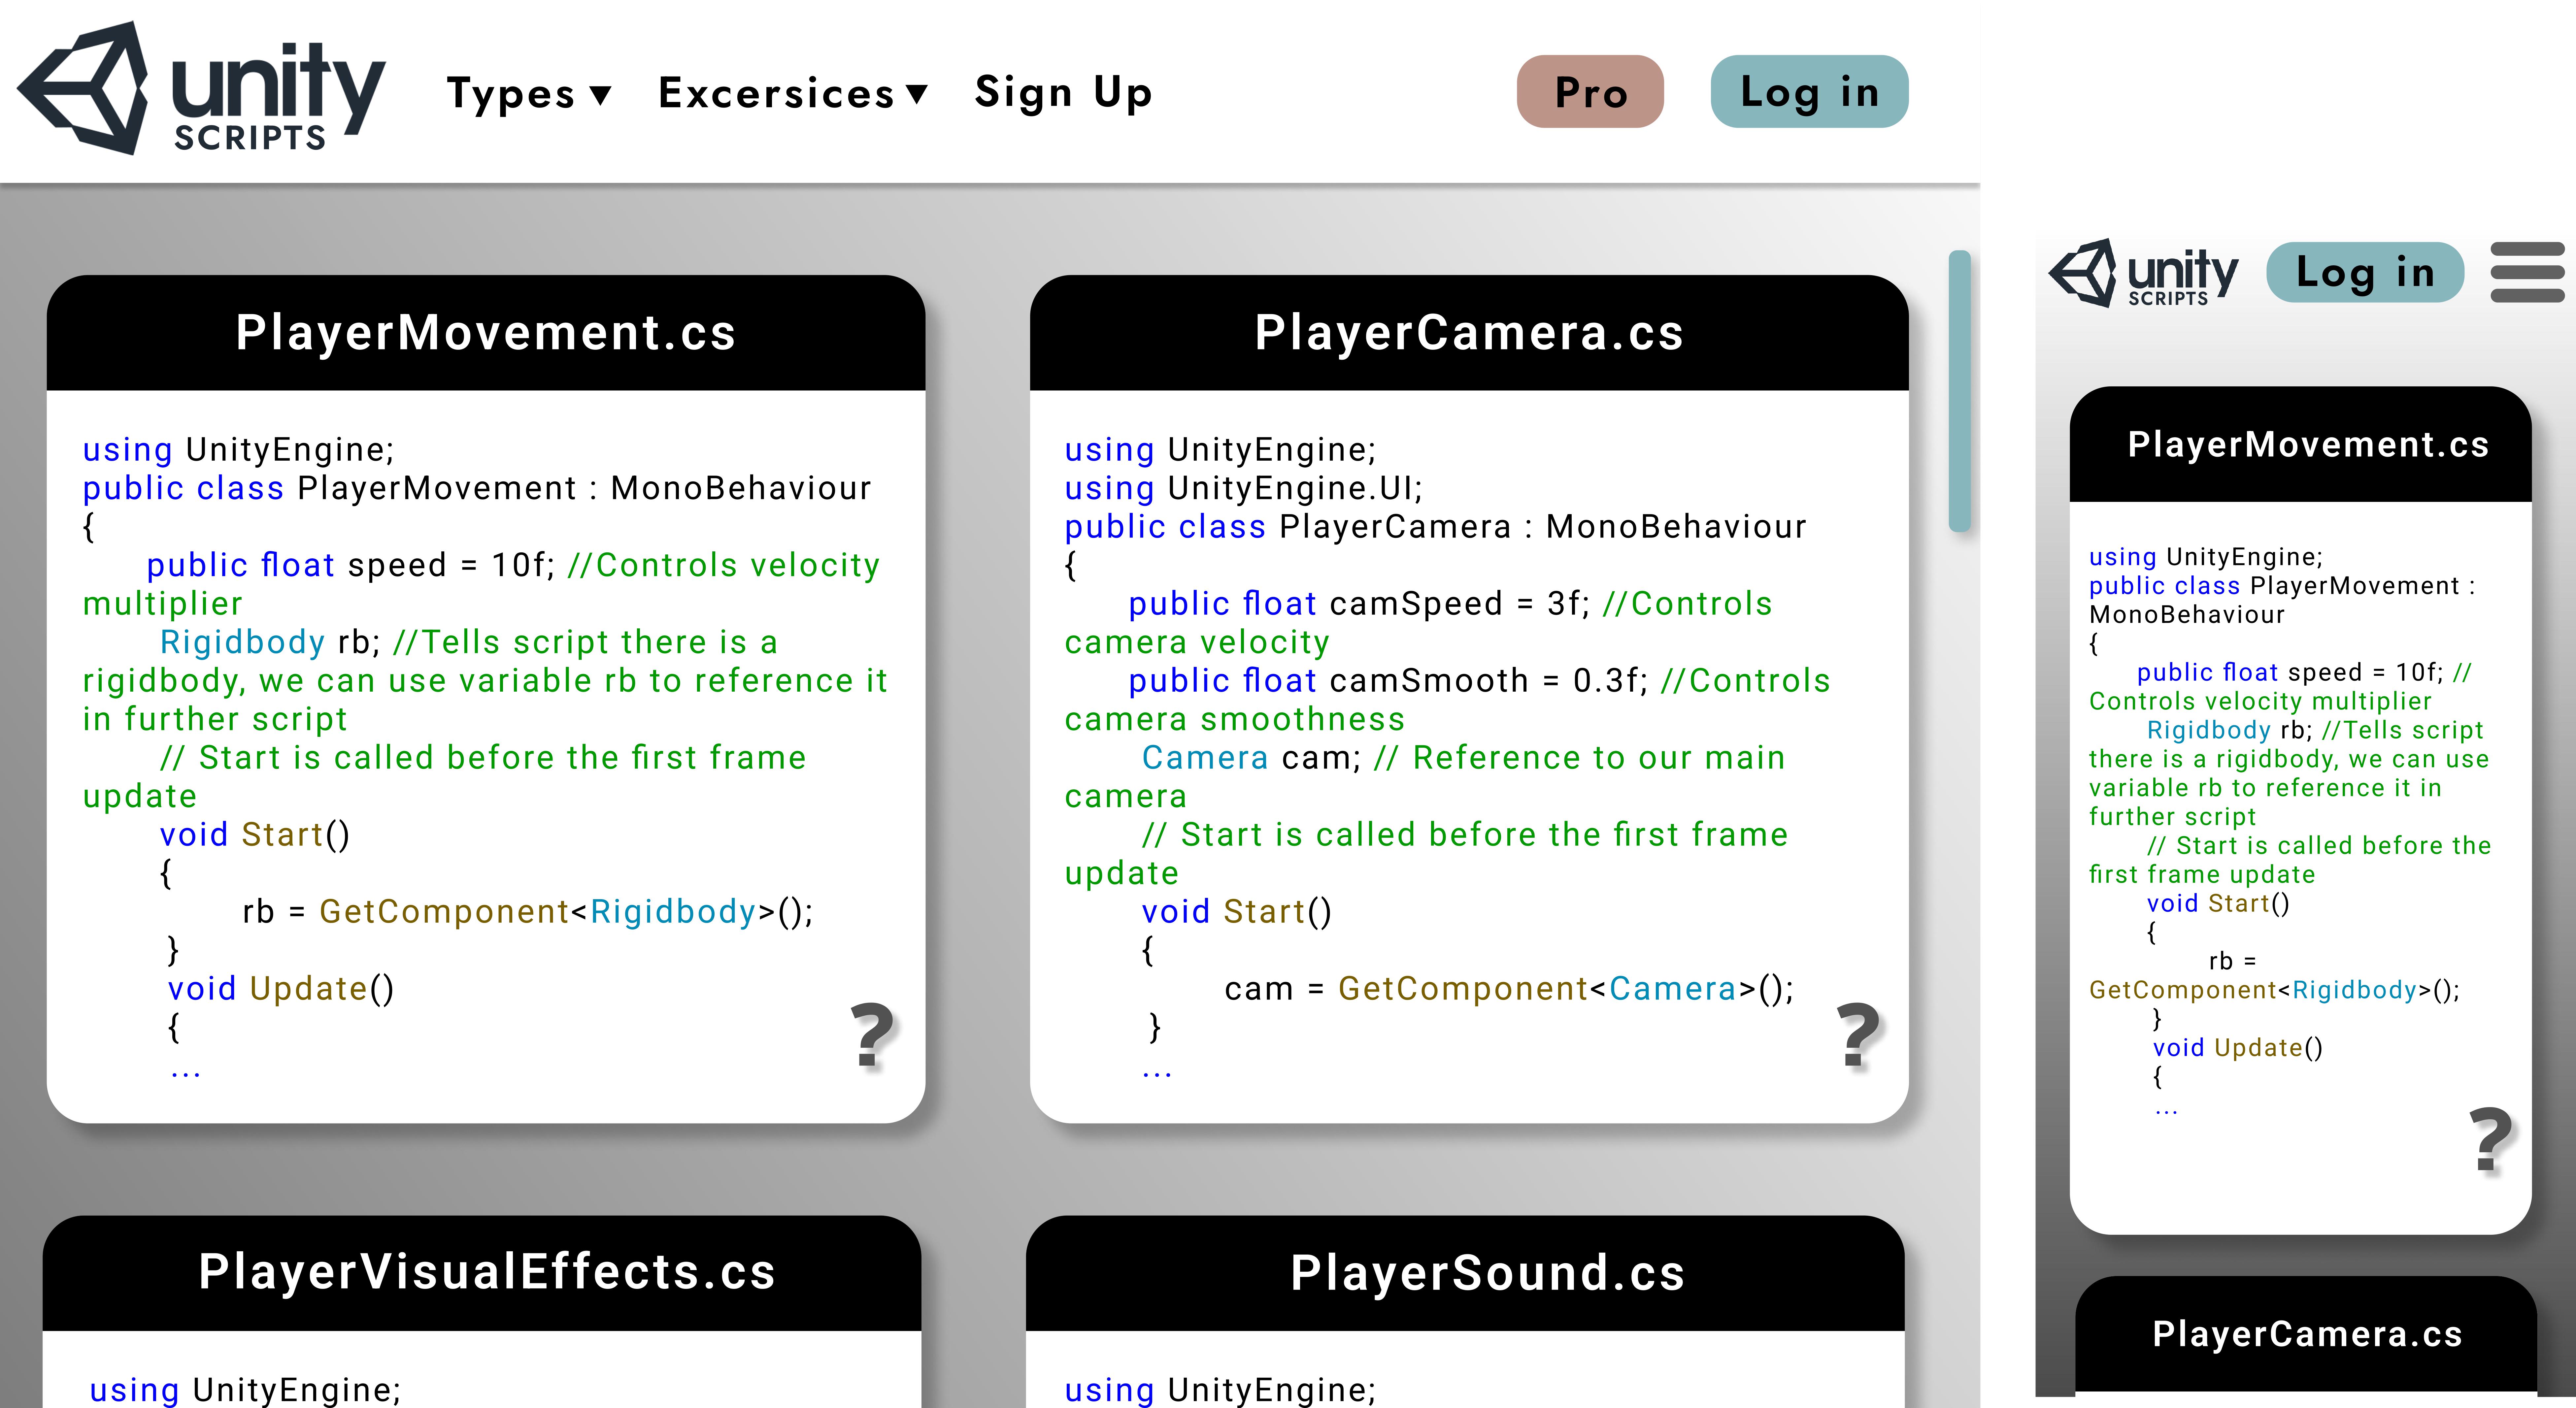 unity
SCRIPTS
Types ▼ Excersices ▼ Sign Up
Pro
Log in
PlayerMovement.cs
using UnityEngine;
public class PlayerMovement : MonoBehaviour
{
public float speed = 10f; //Controls velocity
multiplier
Rigidbody rb; //Tells script there is a
rigidbody, we can use variable rb to reference it
in further script
// Start is called before the first frame
update
void Start()
{
rb = GetComponent<Rigidbody>();
}
void Update()
{
...
?
PlayerCamera.cs
using UnityEngine;
using UnityEngine.UI;
public class PlayerCamera : MonoBehaviour
{
public float camSpeed = 3f; //Controls
camera velocity
public float camSmooth = 0.3f; //Controls
camera smoothness
Camera cam; // Reference to our main
camera
// Start is called before the first frame
update
void Start()
{
cam = GetComponent<Camera>();
}
...
?
PlayerVisualEffects.cs
using UnityEngine;
PlayerSound.cs
using UnityEngine;
unity
SCRIPTS
Log in
PlayerMovement.cs
using UnityEngine;
public class PlayerMovement :
MonoBehaviour
{
public float speed = 10f; //
Controls velocity multiplier
Rigidbody rb; //Tells script
there is a rigidbody, we can use
variable rb to reference it in
further script
// Start is called before the
first frame update
void Start()
{
rb =
GetComponent<Rigidbody>();
}
void Update()
{
...
?
PlayerCamera.cs